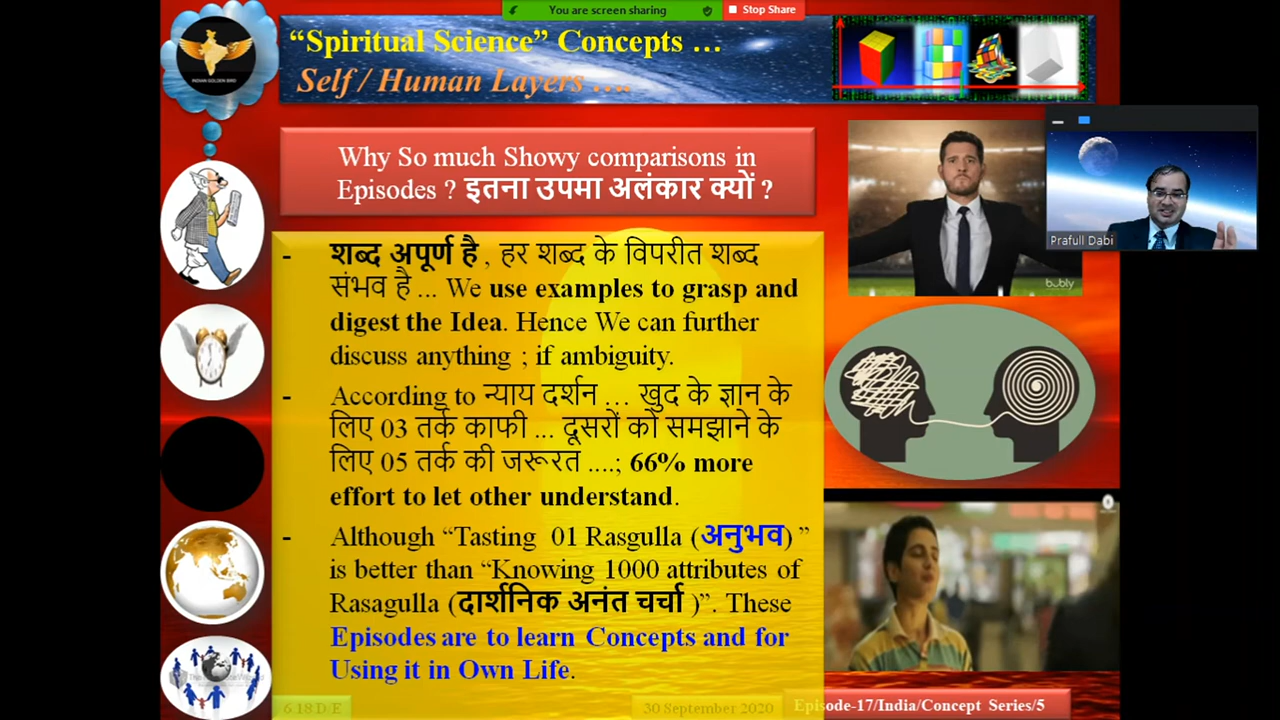 You are screen sharing
Stop Share
INDIAN GOLDEN BIRD
“Spiritual Science” Concepts …
Self / Human Layers ….
Why So much Showy comparisons in
Episodes ? इतना उपमा अलंकार क्यों ?
- शब्द अपूर्ण है , हर शब्द के विपरीत शब्द
संभव है ... We use examples to grasp and
digest the Idea. Hence We can further
discuss anything ; if ambiguity.
- According to न्याय दर्शन ... खुद के ज्ञान के
लिए 03 तर्क काफी ... दूसरों को समझाने के
लिए 05 तर्क की जरूरत ....; 66% more
effort to let other understand.
- Although “Tasting 01 Rasgulla (अनुभव) ”
is better than “Knowing 1000 attributes of
Rasagulla (दार्शनिक अनंत चर्चा )”. These
Episodes are to learn Concepts and for
Using it in Own Life.
Prafull Dabi
bubly
6.18 D/E
30 September 2020
Episode-17/India/Concept Series/5